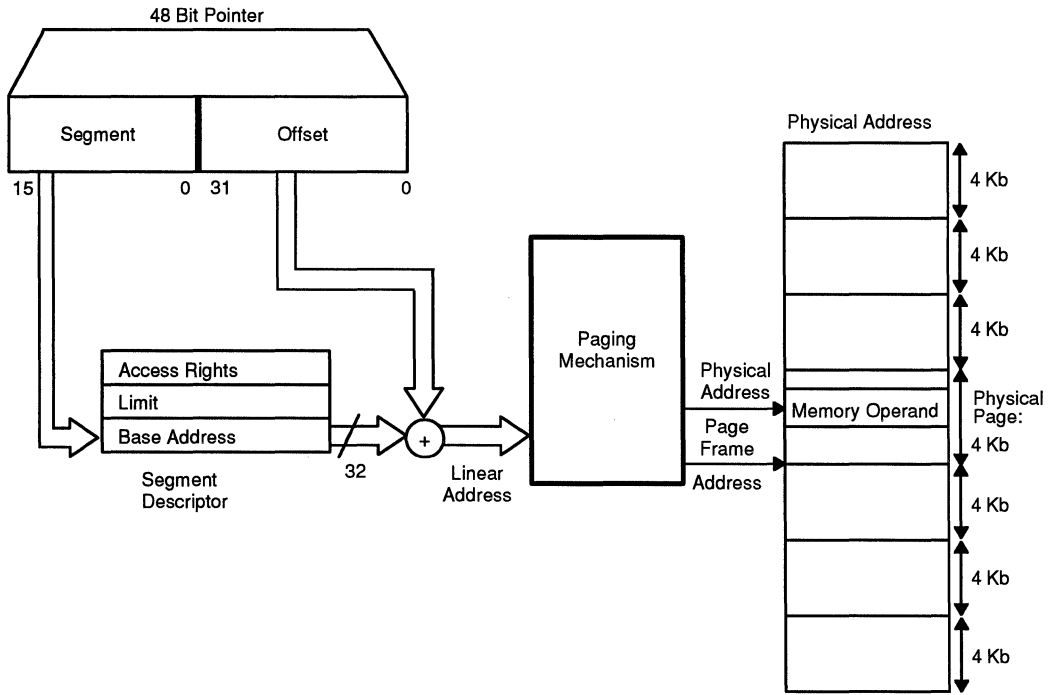 48 Bit Pointer
Segment
Offset
15
0
31
0
Physical Address
4 Kb
4 Kb
4 Kb
Paging
Mechanism
Access Rights
Limit
Base Address
32
+
Segment
Descriptor
Linear
Address
Physical
Address
Page
Frame
Address
Memory Operand
Physical
Page:
4 Kb
4 Kb
4 Kb
4 Kb